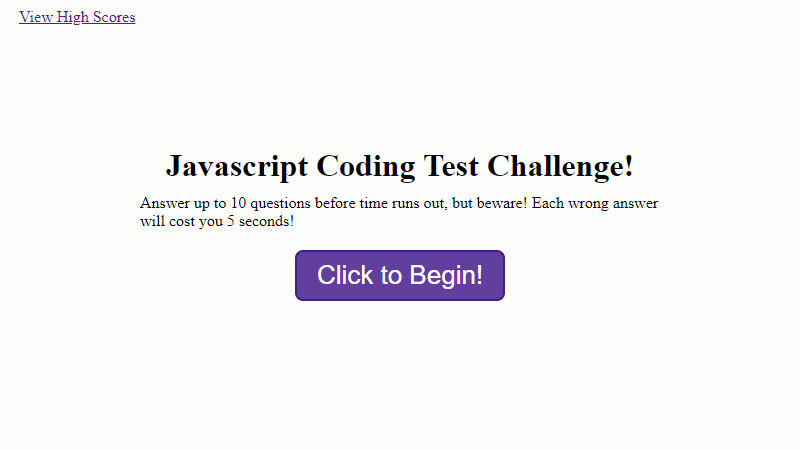 View High Scores
Javascript Coding Test Challenge!
Answer up to 10 questions before time runs out, but beware! Each wrong answer
will cost you 5 seconds!
Click to Begin!